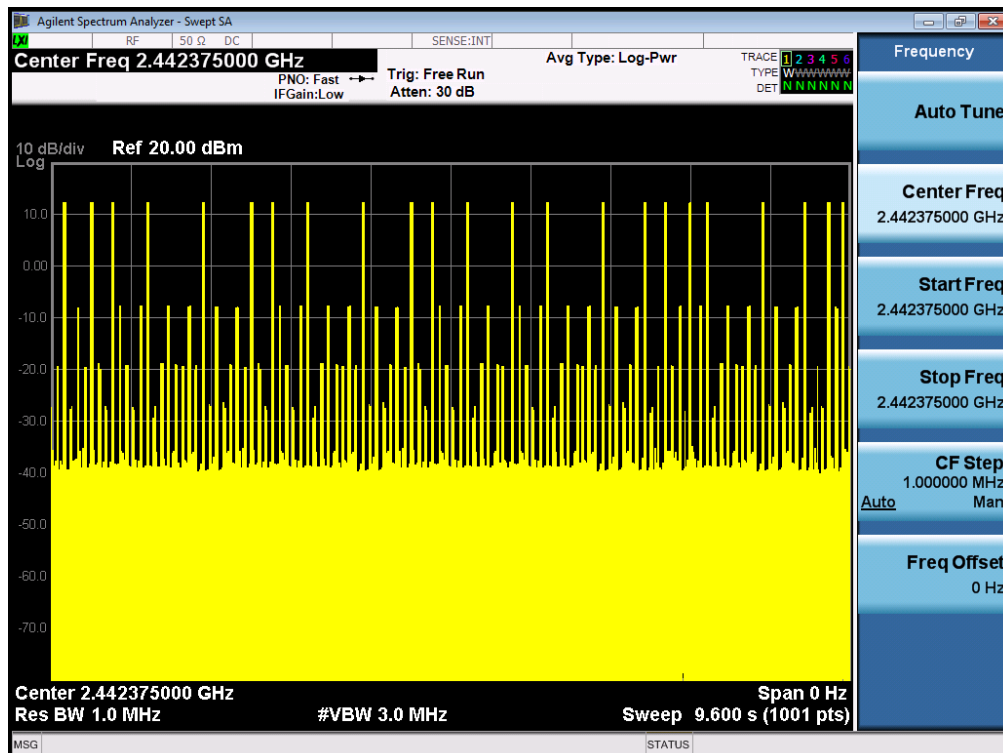 Agilent Spectrum Analyzer - Swept SA
LXI RF 50 Ω DC SENSE:INT
Center Freq 2.442375000 GHz
PNO: Fast
IFGain:Low
Trig: Free Run
Atten: 30 dB
Avg Type: Log-Pwr
TRACE 1 2 3 4 5 6
TYPE WWWWWW
DET N N N N N N
10 dB/div Ref 20.00 dBm
Log
10.0
0.00
-10.0
-20.0
-30.0
-40.0
-50.0
-60.0
-70.0
Center 2.442375000 GHz Span 0 Hz
Res BW 1.0 MHz #VBW 3.0 MHz Sweep 9.600 s (1001 pts)
MSG STATUS
Frequency
Auto Tune
Center Freq
2.442375000 GHz
Start Freq
2.442375000 GHz
Stop Freq
2.442375000 GHz
CF Step
1.000000 MHz
Auto Man
Freq Offset
0 Hz